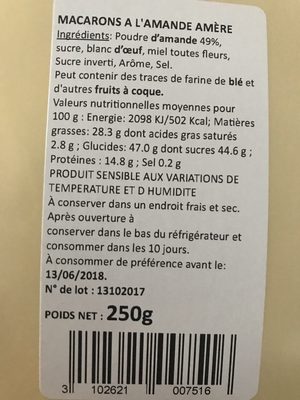 MACARONS A L'AMANDE AMÈRE
Ingrédients: Poudre d'amande 49%,
sucre, blanc d'œuf, miel toutes fleurs,
Sucre inverti, Arôme, Sel.
Peut contenir des traces de farine de blé et
d'autres fruits à coque.
Valeurs nutritionnelles moyennes pour
100 g : Energie: 2098 KJ/502 Kcal; Matières
grasses: 28.3 g dont acides gras saturés
2.8 g ; Glucides: 47.0 g dont sucres 44.6 g ;
Protéines : 14.8 g ; Sel 0.2 g
PRODUIT SENSIBLE AUX VARIATIONS DE
TEMPERATURE ET D HUMIDITE
À conserver dans un endroit frais et sec.
Après ouverture à
conserver dans le bas du réfrigérateur et
consommer dans les 10 jours.
À consommer de préférence avant le:
13/06/2018.
N° de lot : 13102017
POIDS NET : 250g
3 102621 007516